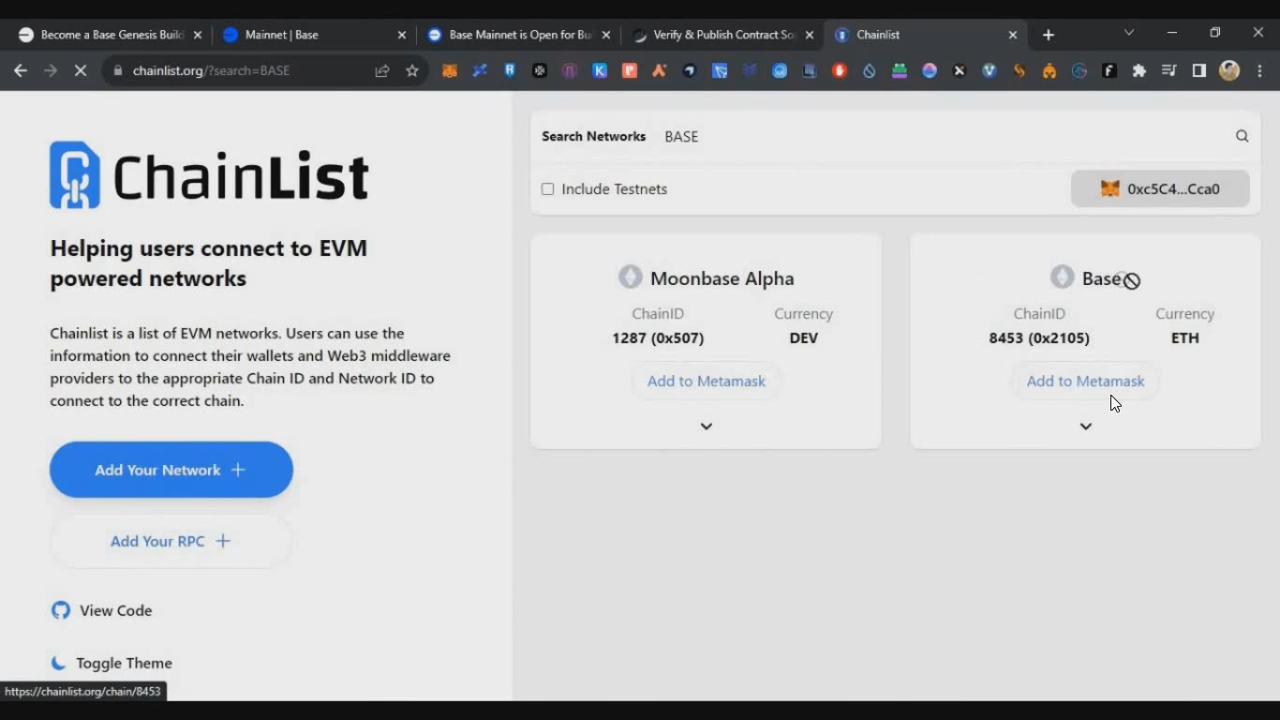 Become a Base Genesis Build
Mainnet | Base
Base Mainnet is Open for Bu
Verify & Publish Contract So
Chainlist
chainlist.org/?search=BASE
ChainList
Helping users connect to EVM
powered networks
Chainlist is a list of EVM networks. Users can use the
information to connect their wallets and Web3 middleware
providers to the appropriate Chain ID and Network ID to
connect to the correct chain.
Add Your Network
Add Your RPC
View Code
Toggle Theme
https://chainlist.org/chain/8453
Search Networks BASE
Include Testnets
0xc5C4...Cca0
Moonbase Alpha
ChainID Currency
1287 (0x507) DEV
Add to Metamask
Base
ChainID Currency
8453 (0x2105) ETH
Add to Metamask